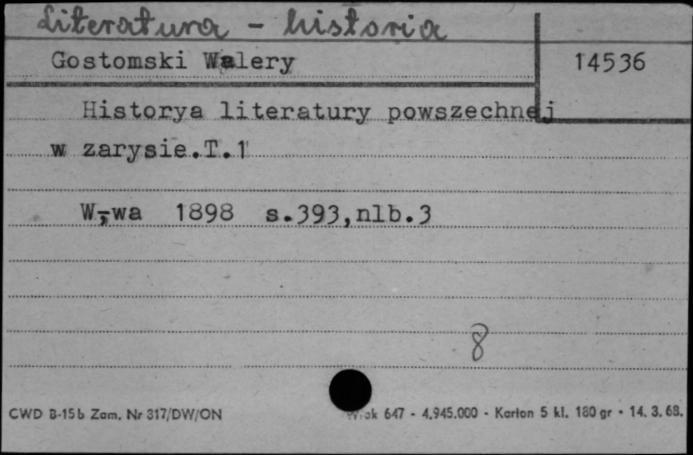 Literatura - historia
Gostomski Walery
14536
Historya literatury powszechnej
w zarysie.T.1
W-wa 1898 s.393,nlb.3
8
CWD B-15b Zam. Nr 317/DW/ON
647 - 4.945.000 - Karton 5 kl. 180 gr - 14. 3. 68.